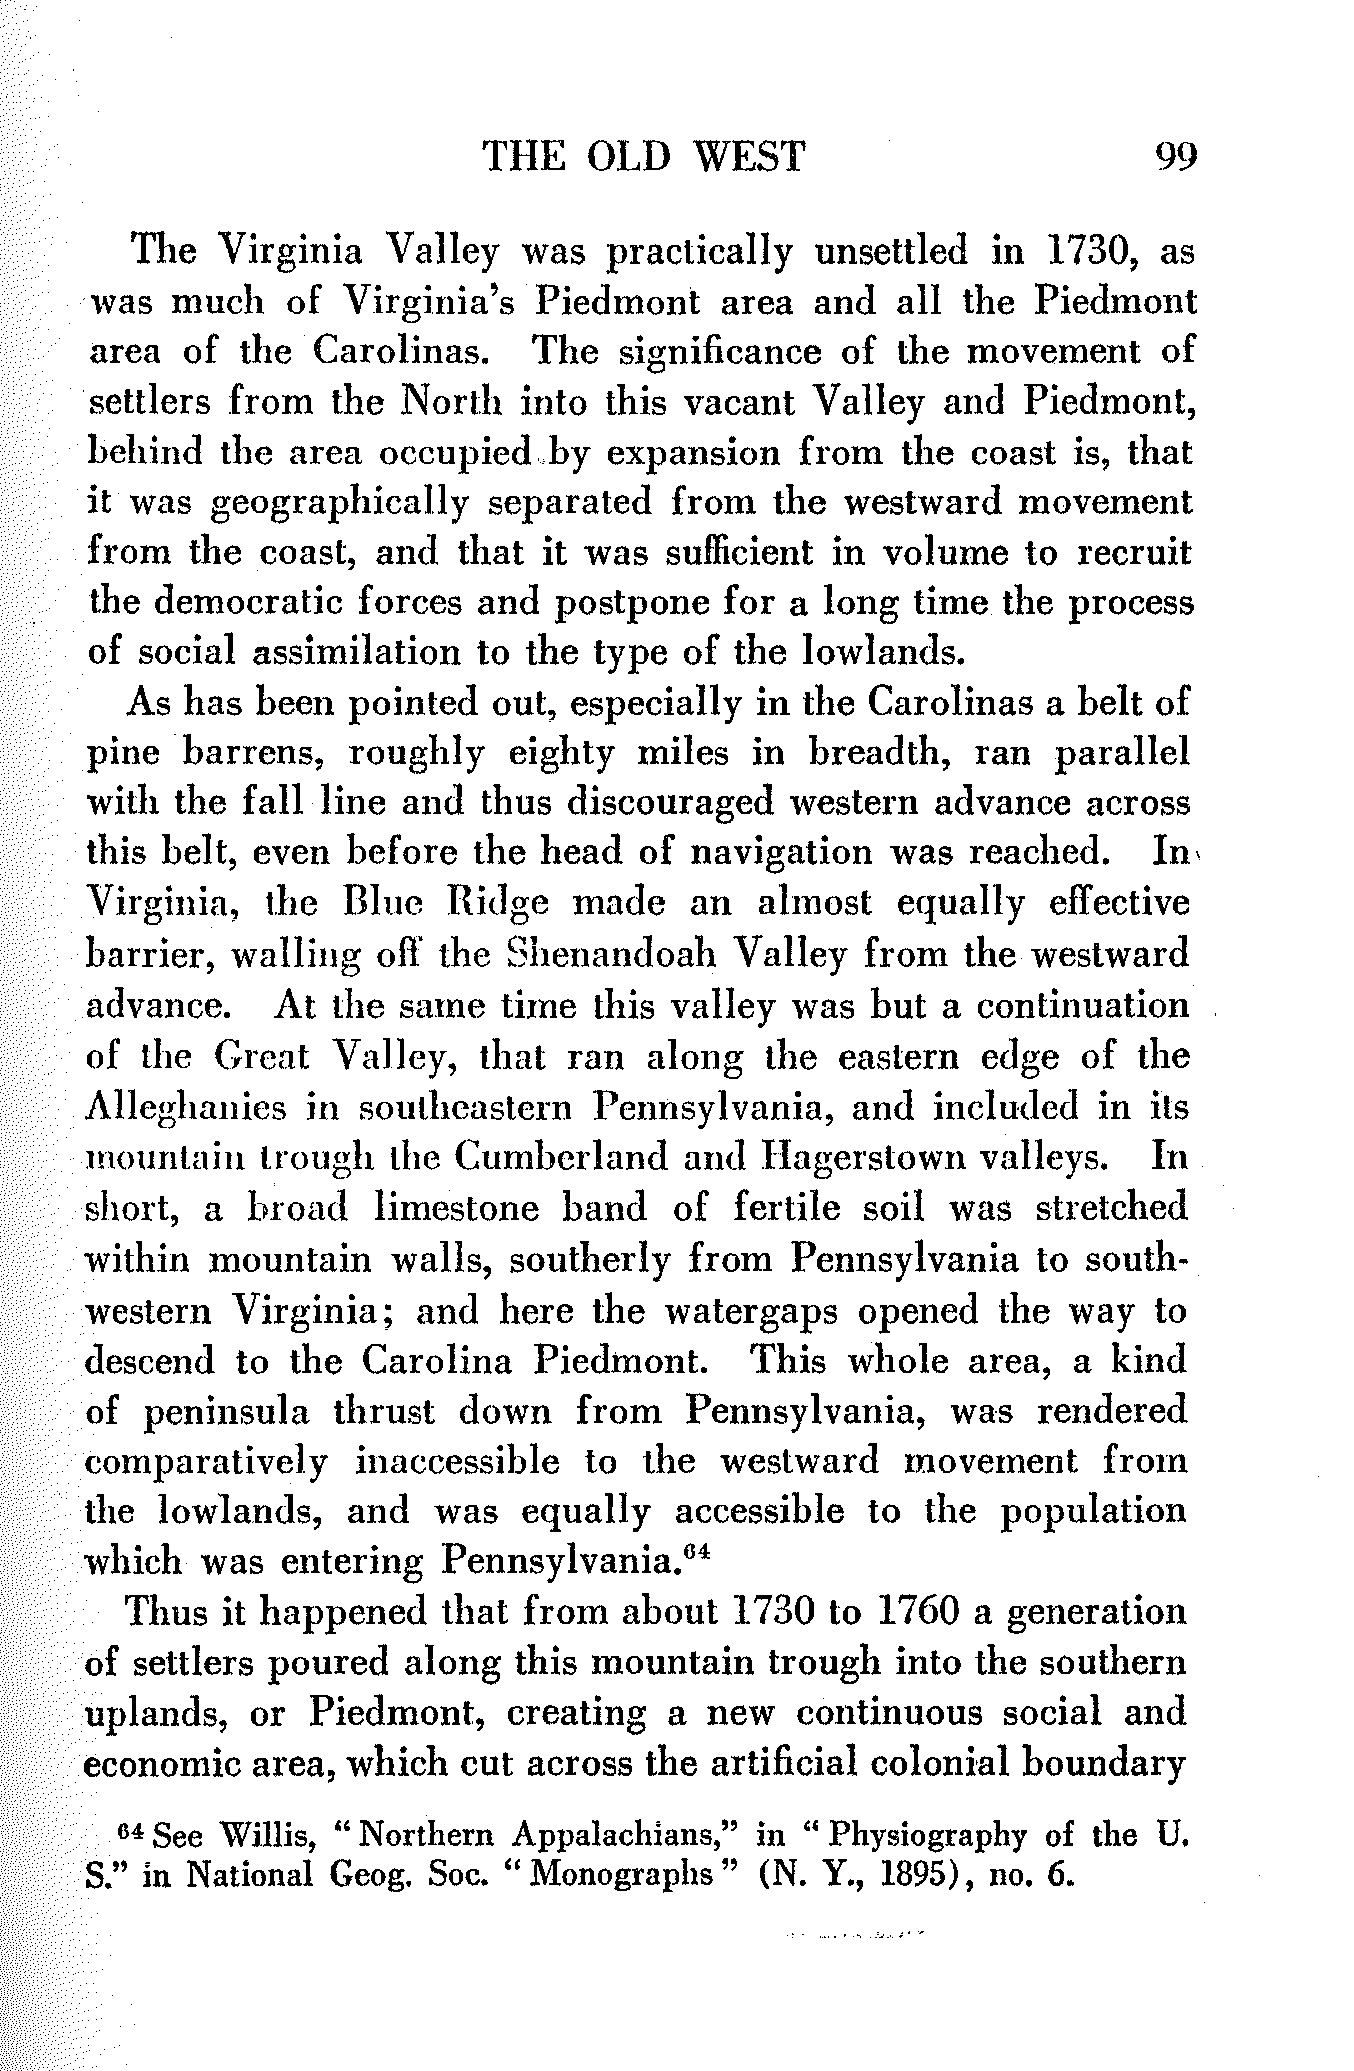 THE OLD WEST 99
The Virginia Valley was practically unsettled in 1730, as
was much of Virginia's Piedmont area and all the Piedmont
area of the Carolinas. The significance of the movement of
settlers from the North into this vacant Valley and Piedmont,
behind the area occupied by expansion from the coast is, that
it was geographically separated from the westward movement
from the coast, and that it was sufficient in volume to recruit
the democratic forces and postpone for a long time the process
of social assimilation to the type of the lowlands.
As has been pointed out, especially in the Carolinas a belt of
pine barrens, roughly eighty miles in breadth, ran parallel
with the fall line and thus discouraged western advance across
this belt, even before the head of navigation was reached. In
Virginia, the Blue Ridge made an almost equally effective
barrier, walling off the Shenandoah Valley from the westward
advance. At the same time this valley was but a continuation
of the Great Valley, that ran along the eastern edge of the
Alleghanies in southeastern Pennsylvania, and included in its
mountain trough the Cumberland and Hagerstown valleys. In
short, a broad limestone band of fertile soil was stretched
within mountain walls, southerly from Pennsylvania to south-
western Virginia; and here the watergaps opened the way to
descend to the Carolina Piedmont. This whole area, a kind
of peninsula thrust down from Pennsylvania, was rendered
comparatively inaccessible to the westward movement from
the lowlands, and was equally accessible to the population
which was entering Pennsylvania.⁶⁴
Thus it happened that from about 1730 to 1760 a generation
of settlers poured along this mountain trough into the southern
uplands, or Piedmont, creating a new continuous social and
economic area, which cut across the artificial colonial boundary
⁶⁴ See Willis, "Northern Appalachians," in "Physiography of the U.
S." in National Geog. Soc. "Monographs" (N. Y., 1895), no. 6.